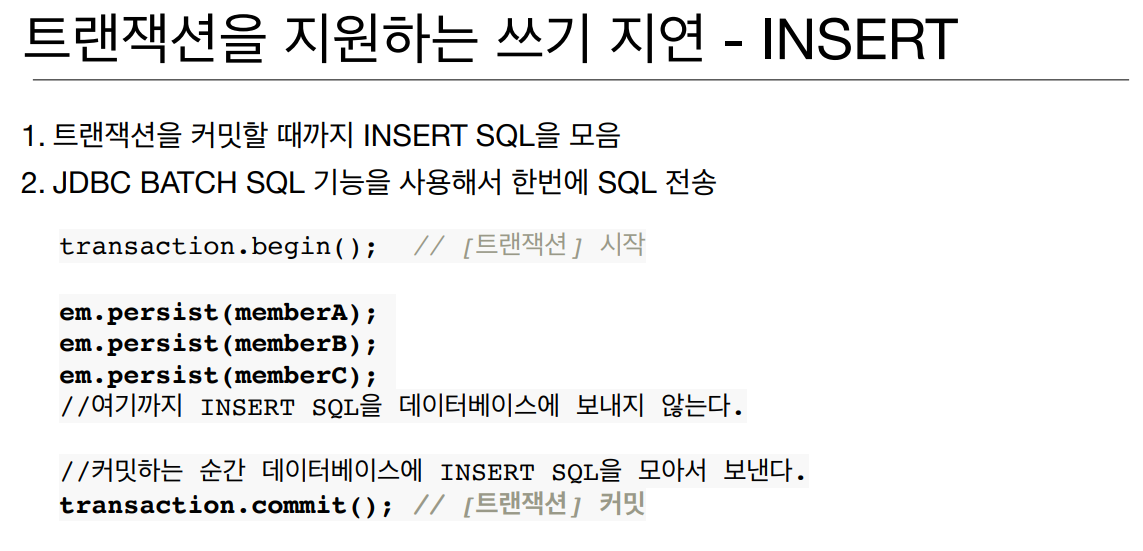 트랜잭션을 지원하는 쓰기 지연 - INSERT
1. 트랜잭션을 커밋할 때까지 INSERT SQL을 모음
2. JDBC BATCH SQL 기능을 사용해서 한번에 SQL 전송
transaction.begin();  // [트랜잭션] 시작
em.persist(memberA);
em.persist(memberB);
em.persist(memberC);
//여기까지 INSERT SQL을 데이터베이스에 보내지 않는다.
//커밋하는 순간 데이터베이스에 INSERT SQL을 모아서 보낸다.
transaction.commit(); // [트랜잭션] 커밋